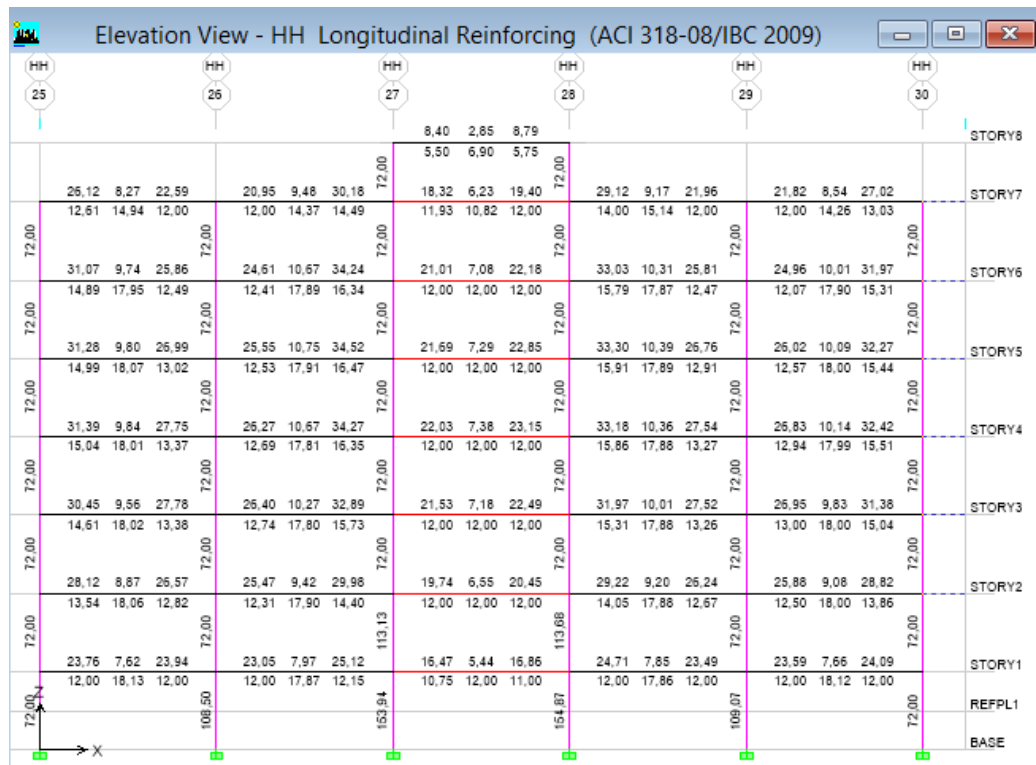 Elevation View - HH Longitudinal Reinforcing (ACI 318-08/IBC 2009)
HH HH HH HH HH HH
25 26 27 28 29 30
8,40 2,85 8,79
STORY8
5,50 6,90 5,75
72,00 72,00
26,12 8,27 22,59 20,95 9,48 30,18 18,32 6,23 19,40 29,12 9,17 21,96 21,82 8,54 27,02
STORY7
12,61 14,94 12,00 12,00 14,37 14,49 11,93 10,82 12,00 14,00 15,14 12,00 12,00 14,26 13,03
72,00 72,00 72,00 72,00 72,00 72,00
31,07 9,74 25,86 24,61 10,67 34,24 21,01 7,08 22,18 33,03 10,31 25,81 24,96 10,01 31,97
STORY6
14,89 17,95 12,49 12,41 17,89 16,34 12,00 12,00 12,00 15,79 17,87 12,47 12,07 17,90 15,31
72,00 72,00 72,00 72,00 72,00 72,00
31,28 9,80 26,99 25,55 10,75 34,52 21,69 7,29 22,85 33,30 10,39 26,76 26,02 10,09 32,27
STORY5
14,99 18,07 13,02 12,53 17,91 16,47 12,00 12,00 12,00 15,91 17,89 12,91 12,57 18,00 15,44
72,00 72,00 72,00 72,00 72,00 72,00
31,39 9,84 27,75 26,27 10,67 34,27 22,03 7,38 23,15 33,18 10,36 27,54 26,83 10,14 32,42
STORY4
15,04 18,01 13,37 12,69 17,81 16,35 12,00 12,00 12,00 15,86 17,88 13,27 12,94 17,99 15,51
72,00 72,00 72,00 72,00 72,00 72,00
30,45 9,56 27,78 26,40 10,27 32,89 21,53 7,18 22,49 31,97 10,01 27,52 26,95 9,83 31,38
STORY3
14,61 18,02 13,38 12,74 17,80 15,73 12,00 12,00 12,00 15,31 17,88 13,26 13,00 18,00 15,04
72,00 72,00 72,00 72,00 72,00 72,00
28,12 8,87 26,57 25,47 9,42 29,98 19,74 6,55 20,45 29,22 9,20 26,24 25,88 9,08 28,82
STORY2
13,54 18,06 12,82 12,31 17,90 14,40 12,00 12,00 12,00 14,05 17,88 12,67 12,50 18,00 13,86
72,00 72,00 113,13 113,68 72,00 72,00
23,76 7,62 23,94 23,05 7,97 25,12 16,47 5,44 16,86 24,71 7,85 23,49 23,59 7,66 24,09
STORY1
12,00 18,13 12,00 12,00 17,87 12,15 10,75 12,00 11,00 12,00 17,86 12,00 12,00 18,12 12,00
72,00 108,50 153,94 154,87 109,07 72,00
Z
REFPL1
X
BASE